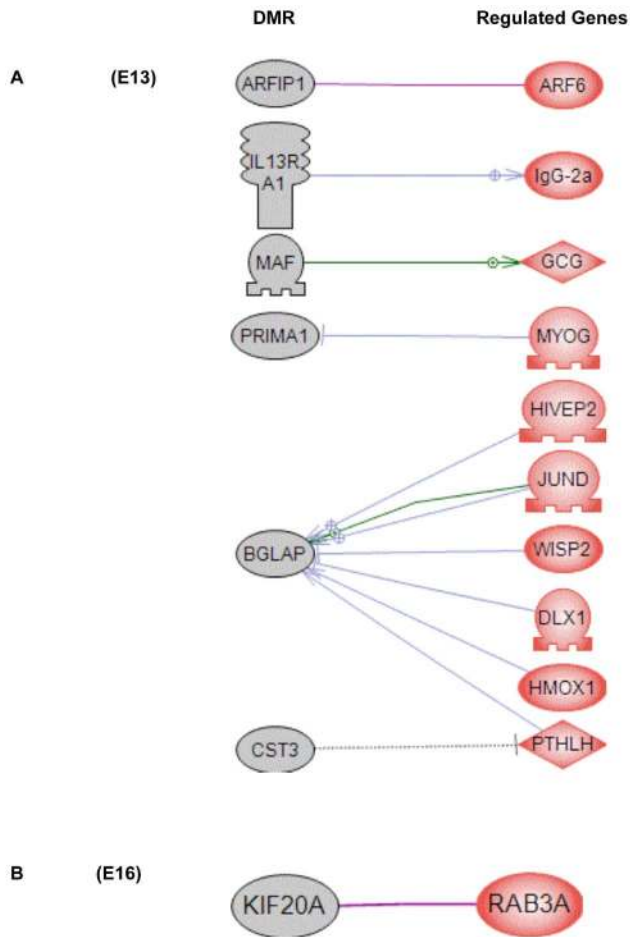 DMR Regulated Genes
A (E13)
ARFIP1 ARF6
IL13R
A1 IgG-2a
MAF GCG
PRIMA1 MYOG
HIVEP2
JUND
BGLAP WISP2
DLX1
HMOX1
CST3 PTHLH
B (E16)
KIF20A RAB3A